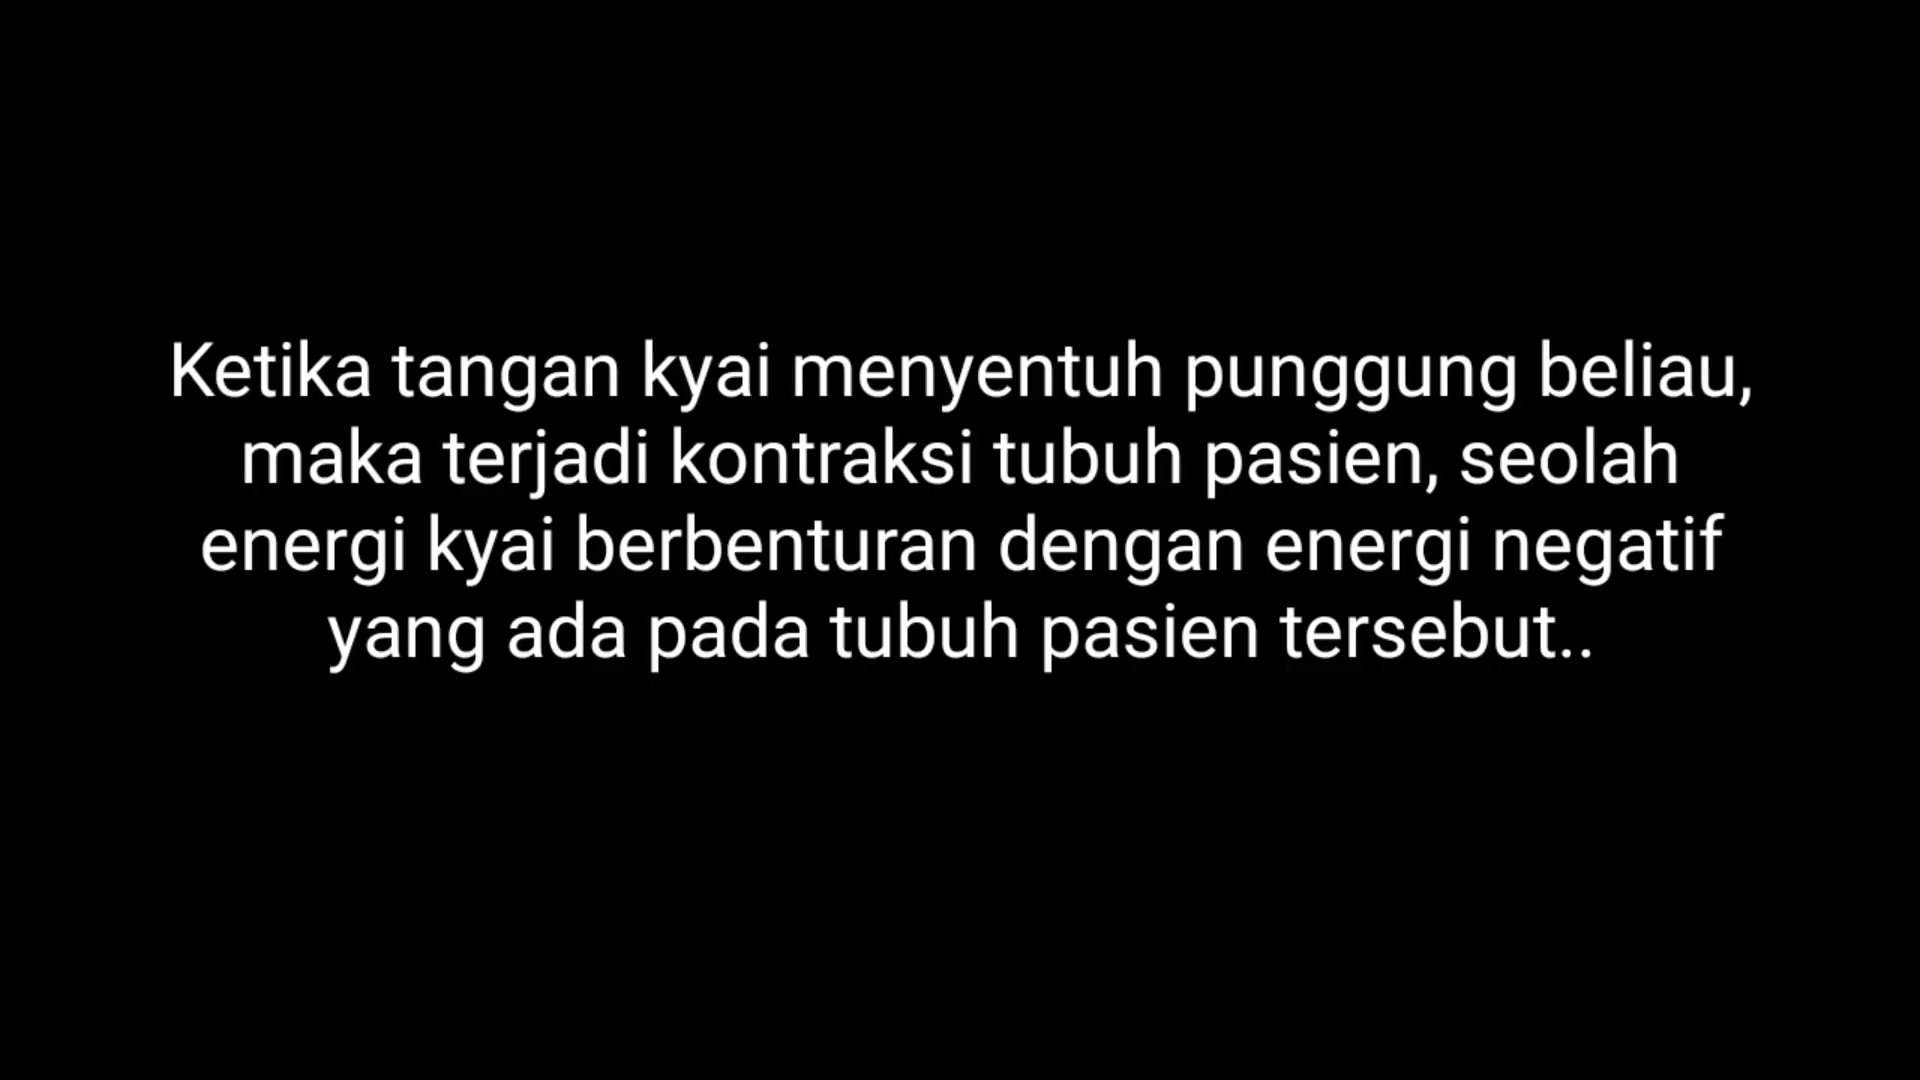 Ketika tangan kyai menyentuh punggung beliau,
maka terjadi kontraksi tubuh pasien, seolah
energi kyai berbenturan dengan energi negatif
yang ada pada tubuh pasien tersebut..